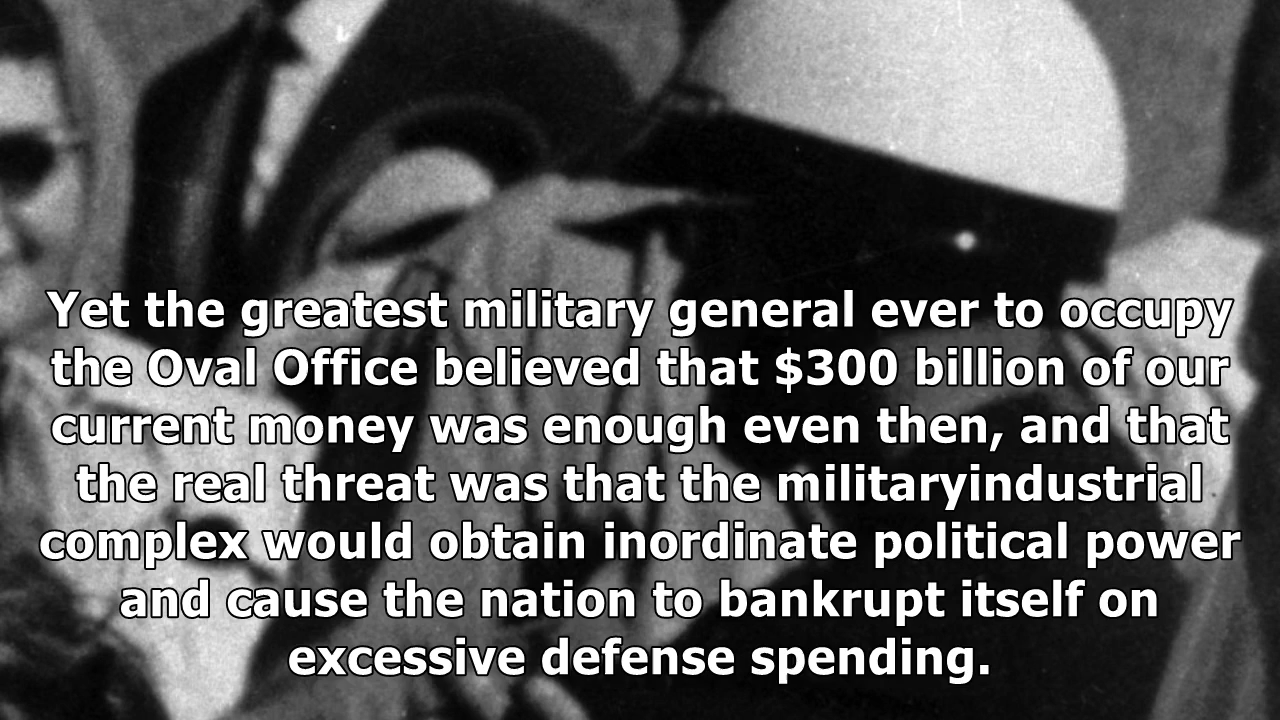 Yet the greatest military general ever to occupy
the Oval Office believed that $300 billion of our
current money was enough even then, and that
the real threat was that the militaryindustrial
complex would obtain inordinate political power
and cause the nation to bankrupt itself on
excessive defense spending.